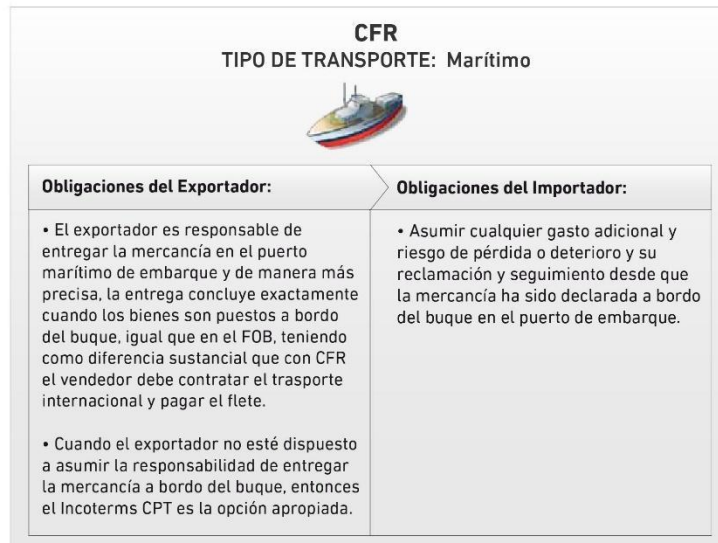 CFR
TIPO DE TRANSPORTE: Marítimo
Obligaciones del Exportador:
• El exportador es responsable de
entregar la mercancía en el puerto
marítimo de embarque y de manera más
precisa, la entrega concluye exactamente
cuando los bienes son puestos a bordo
del buque, igual que en el FOB, teniendo
como diferencia sustancial que con CFR
el vendedor debe contratar el trasporte
internacional y pagar el flete.
• Cuando el exportador no esté dispuesto
a asumir la responsabilidad de entregar
la mercancía a bordo del buque, entonces
el Incoterms CPT es la opción apropiada.
Obligaciones del Importador:
• Asumir cualquier gasto adicional y
riesgo de pérdida o deterioro y su
reclamación y seguimiento desde que
la mercancía ha sido declarada a bordo
del buque en el puerto de embarque.